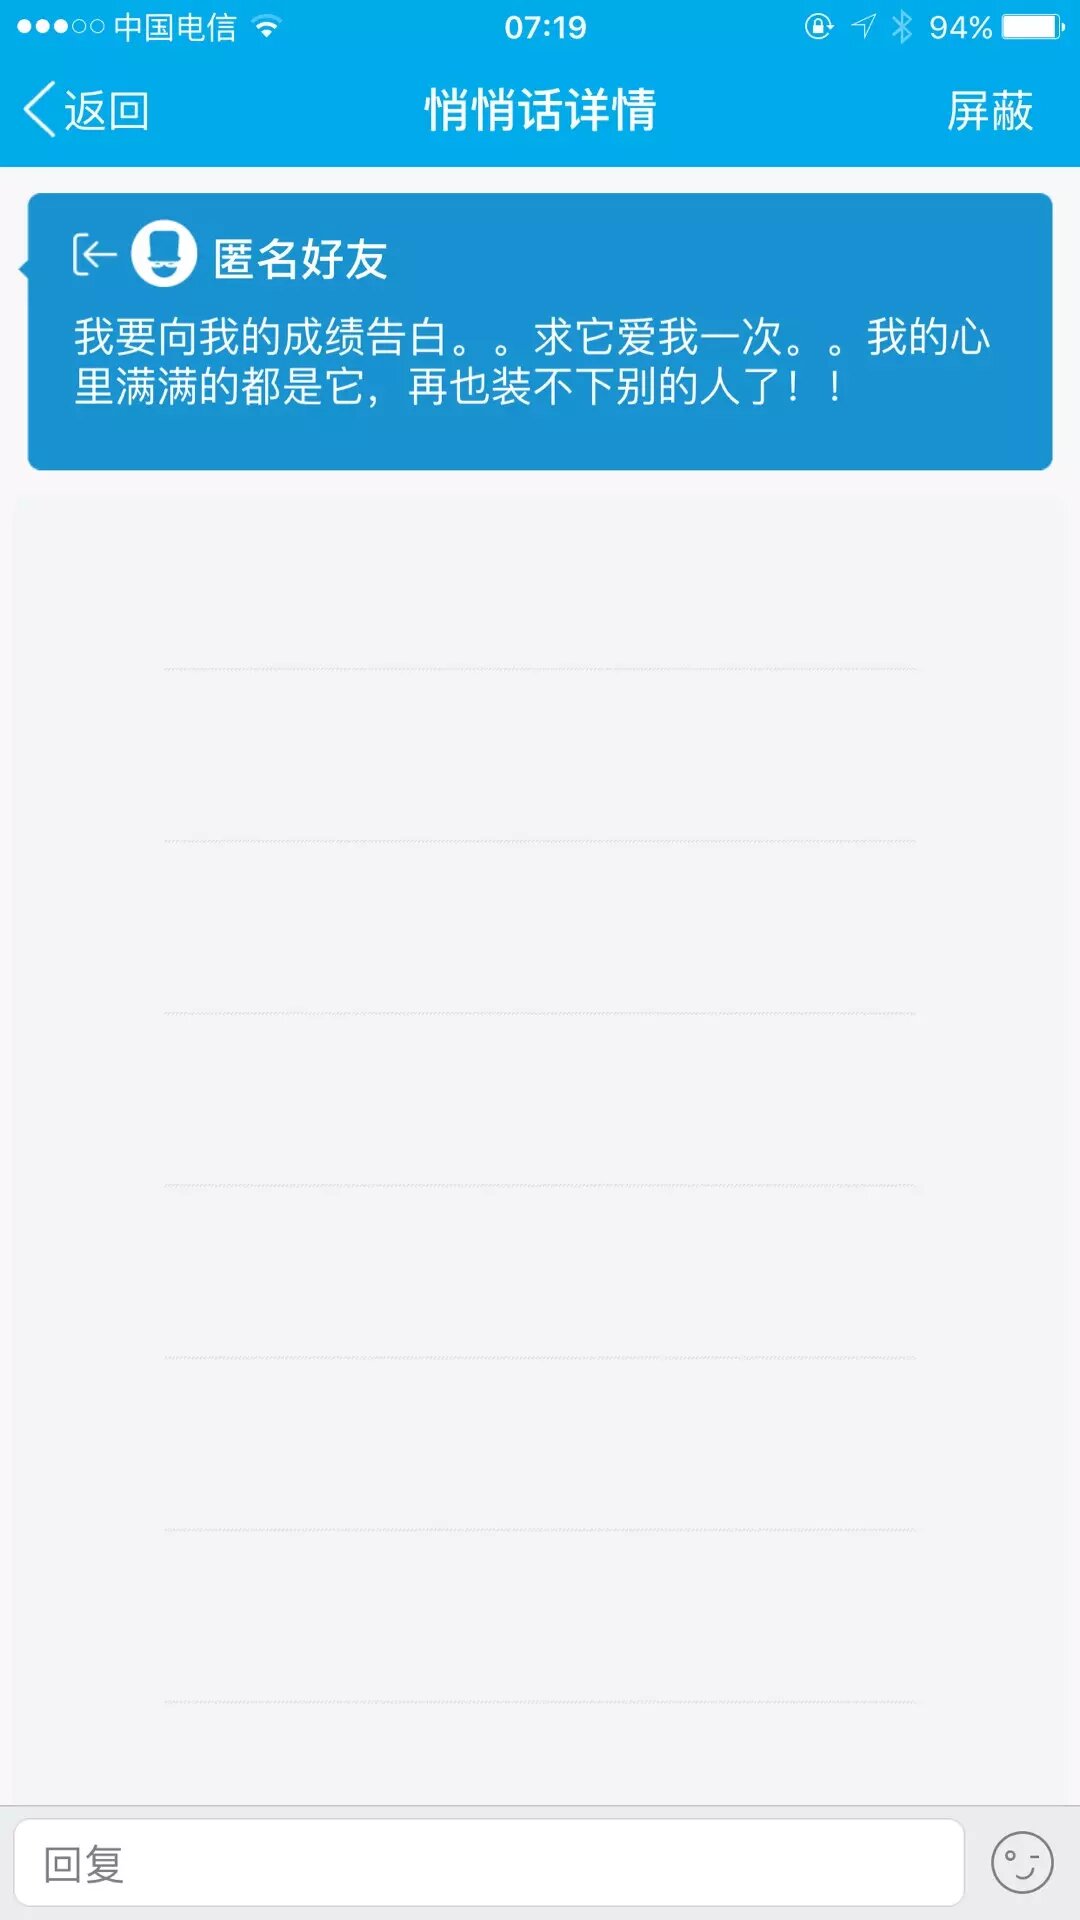 中国电信 07:19 94%
返回 悄悄话详情 屏蔽
匿名好友
我要向我的成绩告白。。求它爱我一次。。我的心
里满满的都是它，再也装不下别的人了！！
回复